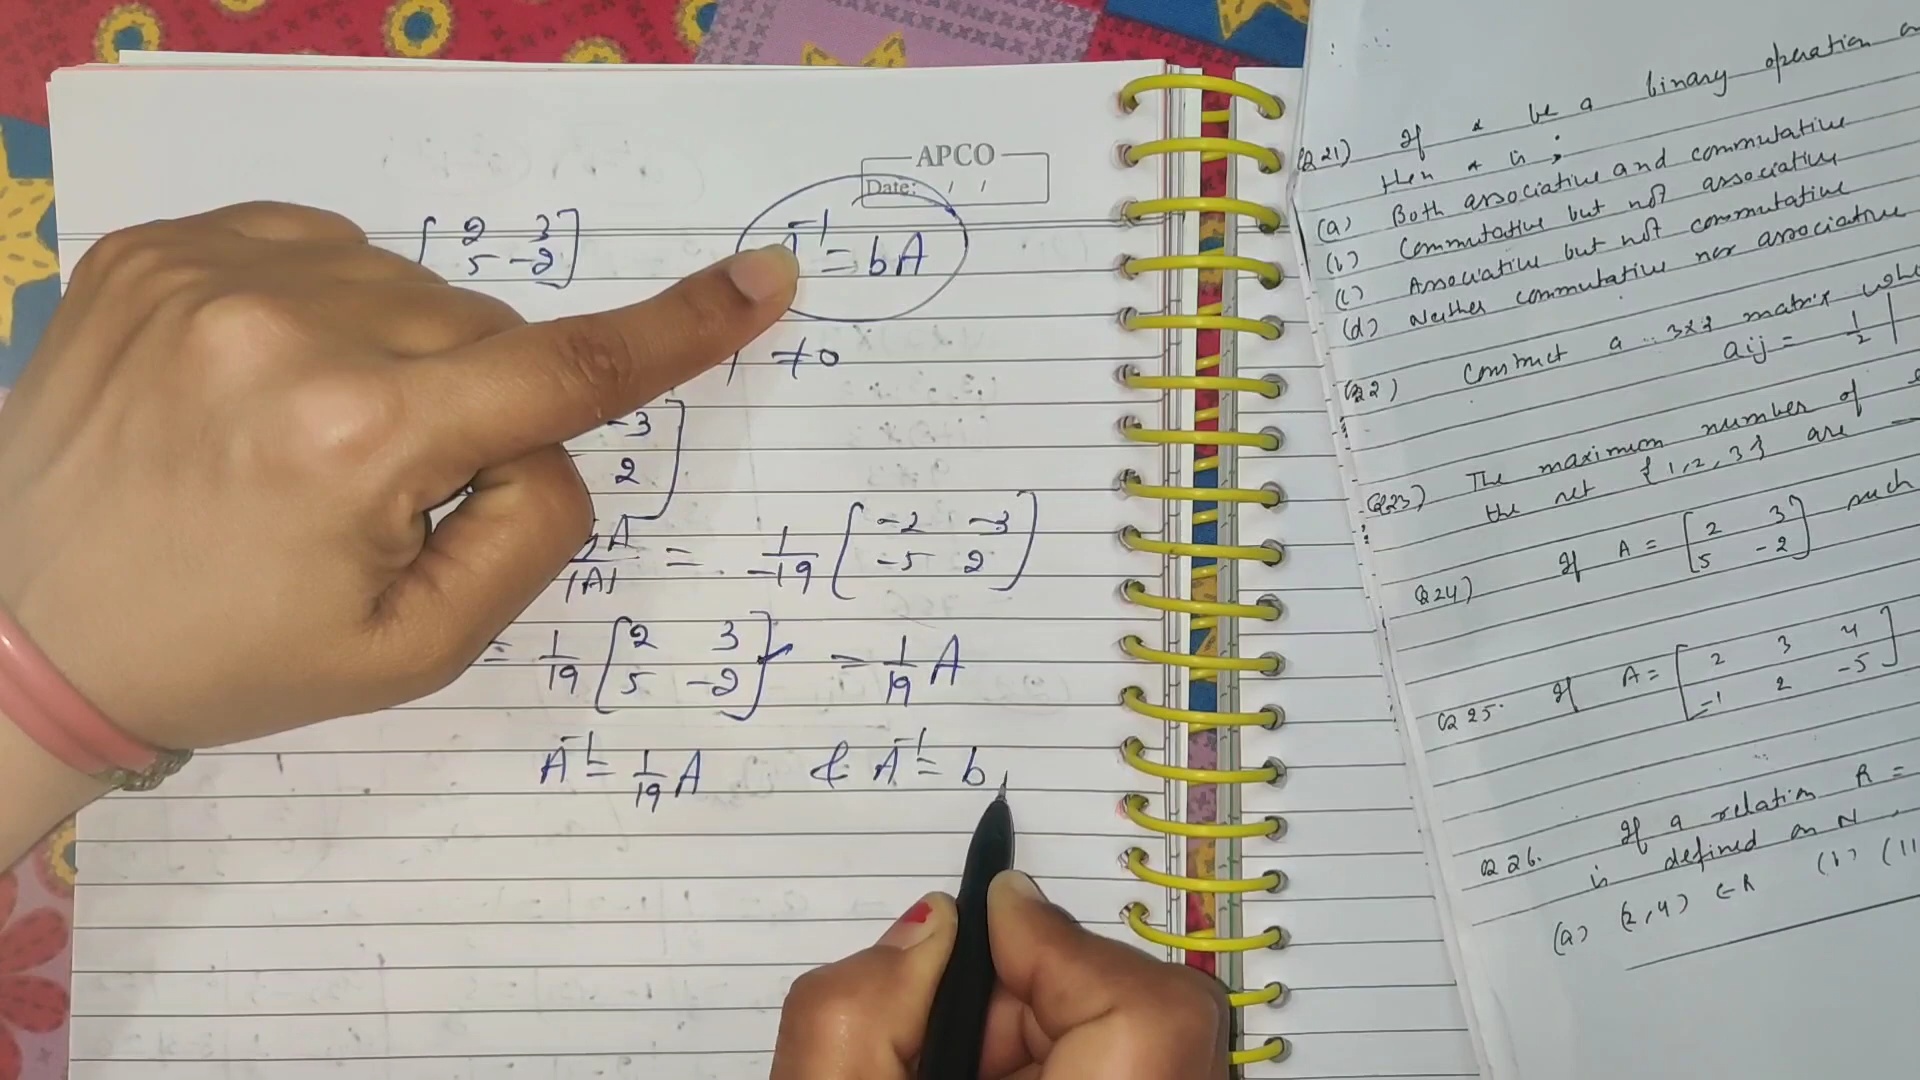 APCO
Date: / /
[ 2 3
5 -2 ]
A⁻¹ = bA
≠0
-3
2
A
|A| = 1/-19 [ -2 -3
-5 2 ]
= 1/19 [ 2 3
5 -2 ] = 1/19 A
A⁻¹ = 1/19 A & A⁻¹ = b
Q21) If * be a binary operation
then * is :
(a) Both associative and commutative
(b) Commutative but not associative
(c) Associative but not commutative
(d) Neither commutative nor associative
Q22) Construct a 3x2 matrix
aij = 1/2 |
Q23) The maximum number of
the set {1,2,3} are
Q24) If A = [ 2 3
5 -2 ] such
Q25. If A = [ 2 3 4
-1 2 -5 ]
Q26. If a relation R =
is defined on N
(a) (2,4) ∈ R (b) (11